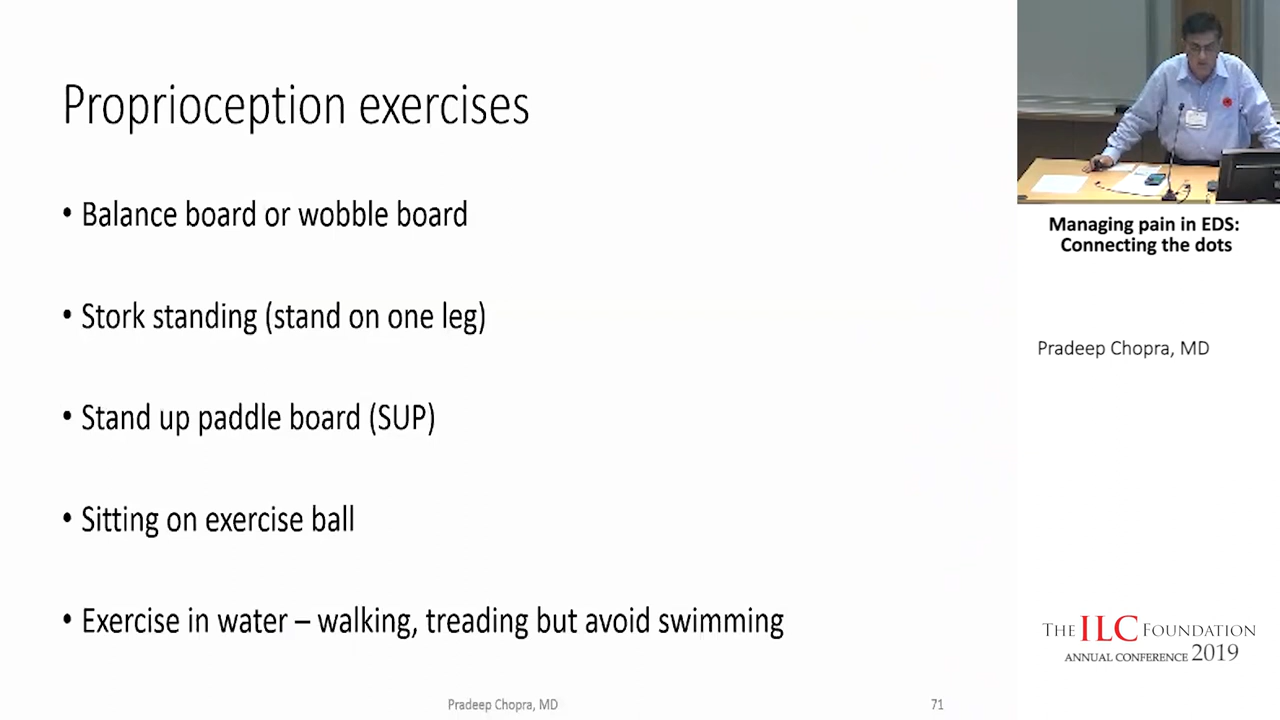 Proprioception exercises
• Balance board or wobble board
• Stork standing (stand on one leg)
• Stand up paddle board (SUP)
• Sitting on exercise ball
• Exercise in water – walking, treading but avoid swimming
Pradeep Chopra, MD
71
Managing pain in EDS:
Connecting the dots
Pradeep Chopra, MD
THE ILC FOUNDATION
ANNUAL CONFERENCE 2019